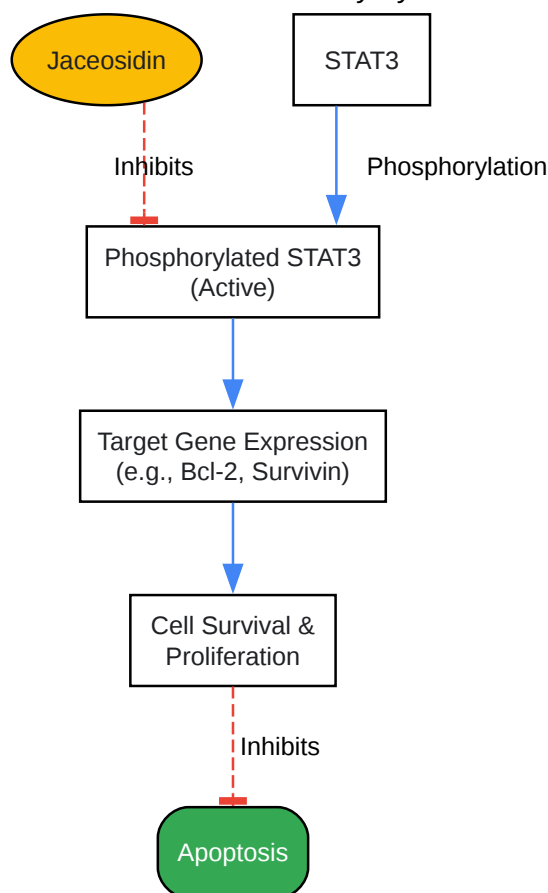 Jaceosidin
STAT3
Inhibits
Phosphorylation
Phosphorylated STAT3
(Active)
Target Gene Expression
(e.g., Bcl-2, Survivin)
Cell Survival &
Proliferation
Inhibits
Apoptosis